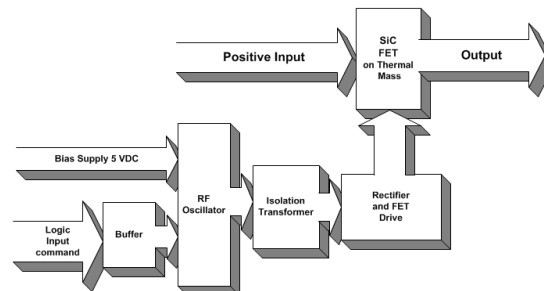 SiC
FET
on Thermal
Mass
Positive Input
Output
Bias Supply 5 VDC
RF
Oscillator
Isolation
Transformer
Rectifier
and FET
Drive
Logic
Input
command
Buffer